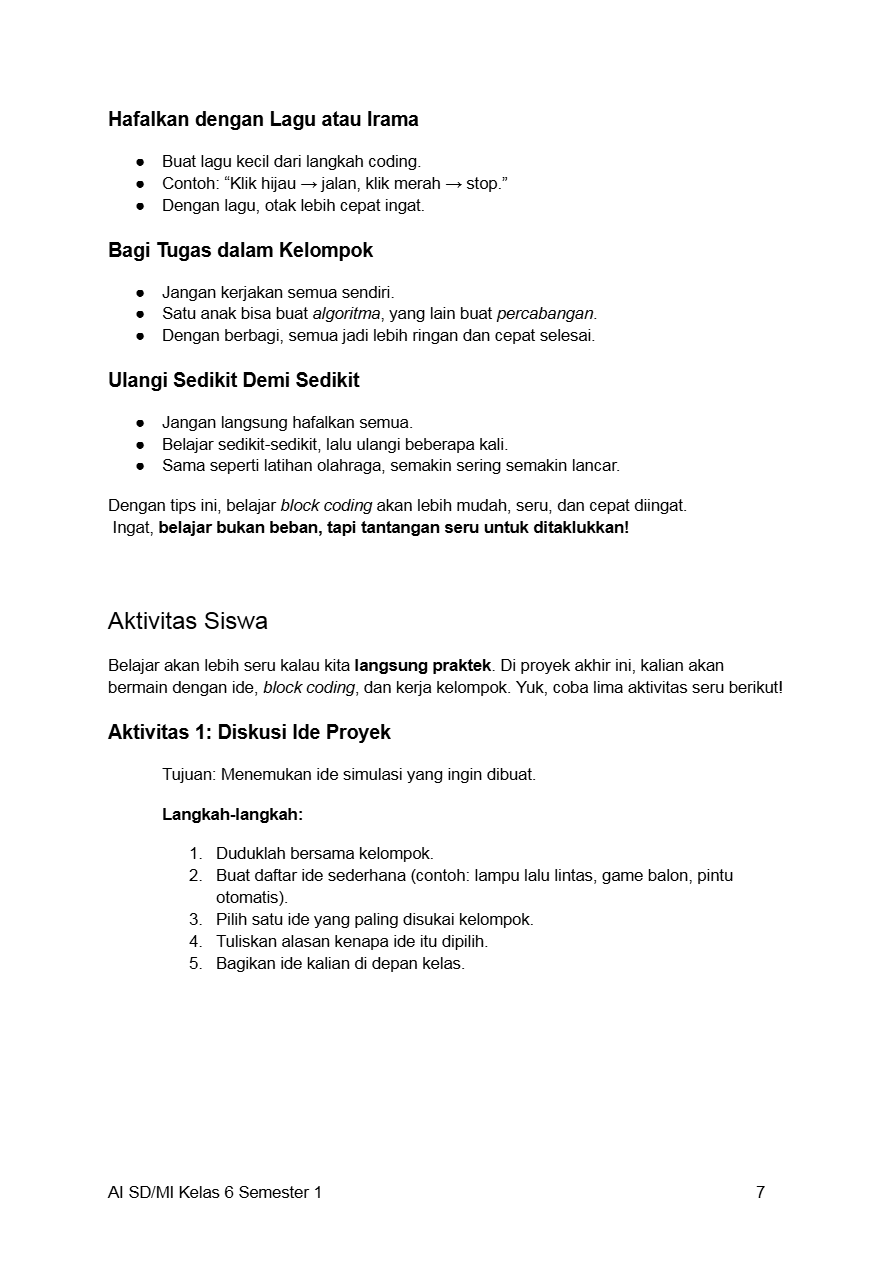 Hafalkan dengan Lagu atau Irama
● Buat lagu kecil dari langkah coding.
● Contoh: “Klik hijau → jalan, klik merah → stop.”
● Dengan lagu, otak lebih cepat ingat.
Bagi Tugas dalam Kelompok
● Jangan kerjakan semua sendiri.
● Satu anak bisa buat algoritma, yang lain buat percabangan.
● Dengan berbagi, semua jadi lebih ringan dan cepat selesai.
Ulangi Sedikit Demi Sedikit
● Jangan langsung hafalkan semua.
● Belajar sedikit-sedikit, lalu ulangi beberapa kali.
● Sama seperti latihan olahraga, semakin sering semakin lancar.
Dengan tips ini, belajar block coding akan lebih mudah, seru, dan cepat diingat.
Ingat, belajar bukan beban, tapi tantangan seru untuk ditaklukkan!
Aktivitas Siswa
Belajar akan lebih seru kalau kita langsung praktek. Di proyek akhir ini, kalian akan
bermain dengan ide, block coding, dan kerja kelompok. Yuk, coba lima aktivitas seru berikut!
Aktivitas 1: Diskusi Ide Proyek
Tujuan: Menemukan ide simulasi yang ingin dibuat.
Langkah-langkah:
1. Duduklah bersama kelompok.
2. Buat daftar ide sederhana (contoh: lampu lalu lintas, game balon, pintu
otomatis).
3. Pilih satu ide yang paling disukai kelompok.
4. Tuliskan alasan kenapa ide itu dipilih.
5. Bagikan ide kalian di depan kelas.
AI SD/MI Kelas 6 Semester 1 7